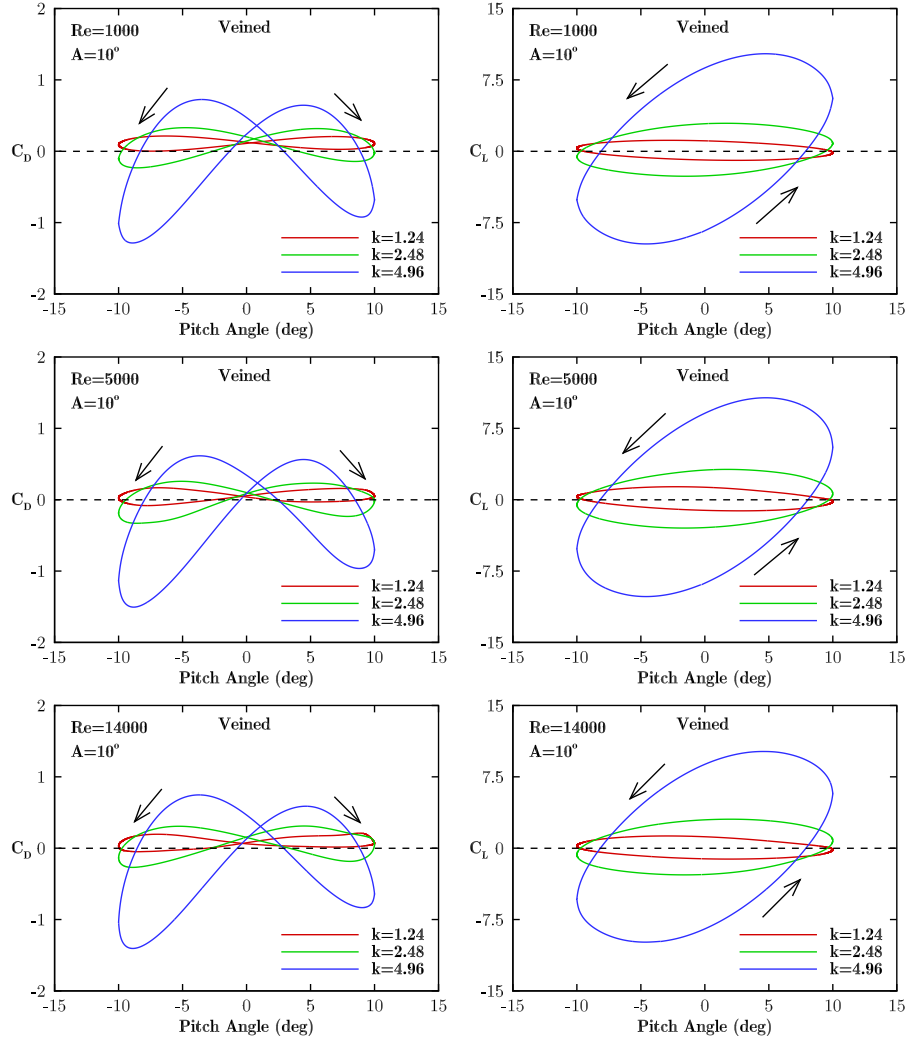 2
Re=1000
Veined
A=10°
1
C_D
0
-1
k=1.24
k=2.48
k=4.96
-2
-15
-10
-5
0
5
10
15
Pitch Angle (deg)
15
Re=1000
Veined
A=10°
7.5
C_L
0
-7.5
k=1.24
k=2.48
k=4.96
-15
-15
-10
-5
0
5
10
15
Pitch Angle (deg)
2
Re=5000
Veined
A=10°
1
C_D
0
-1
k=1.24
k=2.48
k=4.96
-2
-15
-10
-5
0
5
10
15
Pitch Angle (deg)
15
Re=5000
Veined
A=10°
7.5
C_L
0
-7.5
k=1.24
k=2.48
k=4.96
-15
-15
-10
-5
0
5
10
15
Pitch Angle (deg)
2
Re=14000
Veined
A=10°
1
C_D
0
-1
k=1.24
k=2.48
k=4.96
-2
-15
-10
-5
0
5
10
15
Pitch Angle (deg)
15
Re=14000
Veined
A=10°
7.5
C_L
0
-7.5
k=1.24
k=2.48
k=4.96
-15
-15
-10
-5
0
5
10
15
Pitch Angle (deg)